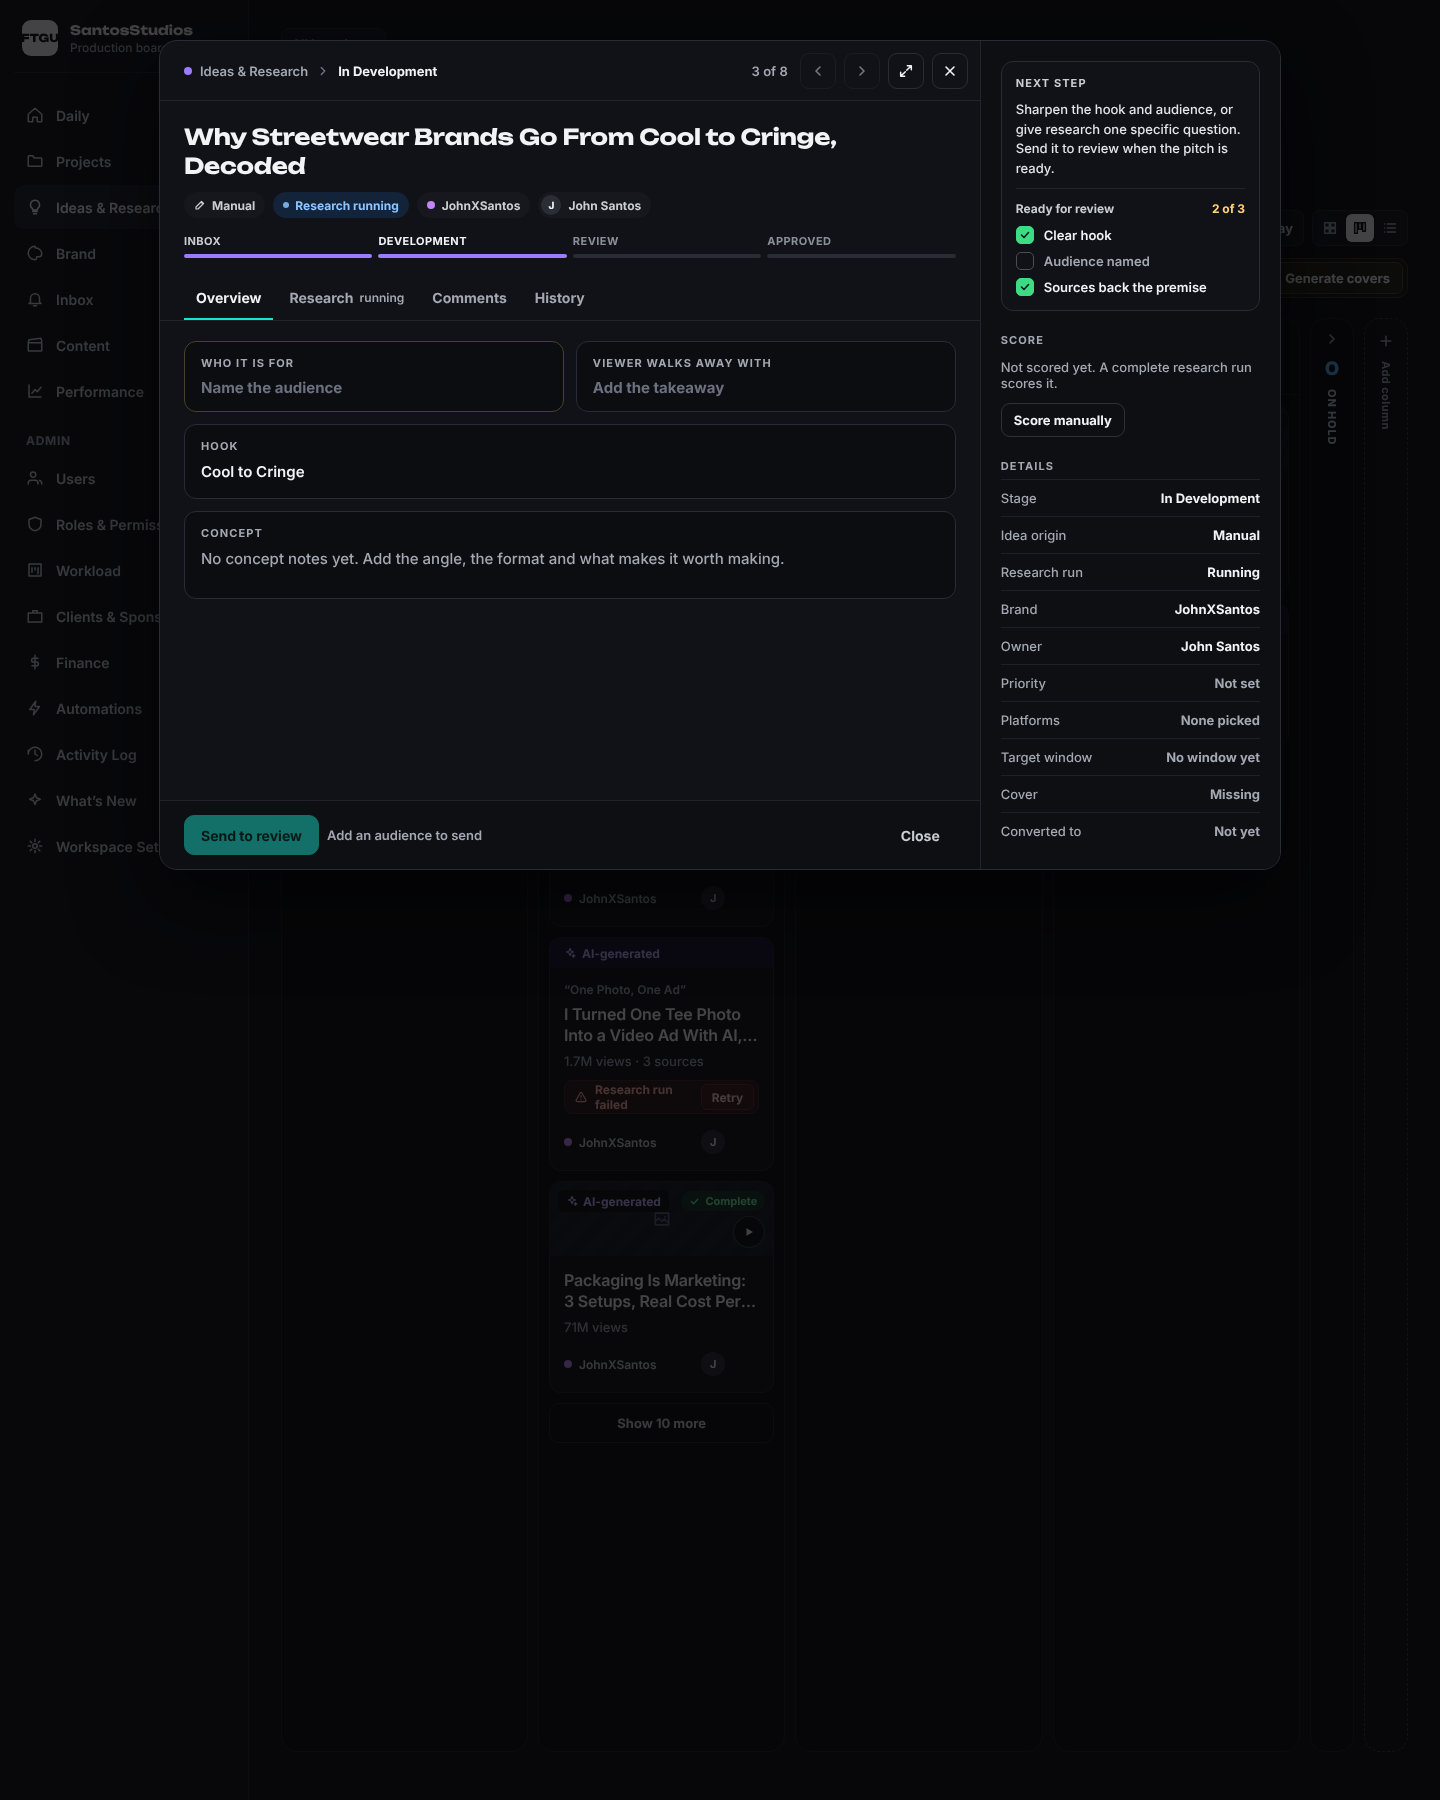 FTGU
SantosStudios
Production boar
Daily
Projects
Ideas & Researc
Brand
Inbox
Content
Performance
ADMIN
Users
Roles & Permiss
Workload
Clients & Spons
Finance
Automations
Activity Log
What's New
Workspace Set
Ideas & Research
In Development
3 of 8
Why Streetwear Brands Go From Cool to Cringe,
Decoded
Manual
Research running
JohnXSantos
J John Santos
INBOX
DEVELOPMENT
REVIEW
APPROVED
Overview
Research running
Comments
History
WHO IT IS FOR
Name the audience
VIEWER WALKS AWAY WITH
Add the takeaway
HOOK
Cool to Cringe
CONCEPT
No concept notes yet. Add the angle, the format and what makes it worth making.
Send to review
Add an audience to send
Close
NEXT STEP
Sharpen the hook and audience, or
give research one specific question.
Send it to review when the pitch is
ready.
Ready for review 2 of 3
Clear hook
Audience named
Sources back the premise
SCORE
Not scored yet. A complete research run
scores it.
Score manually
DETAILS
Stage In Development
Idea origin Manual
Research run Running
Brand JohnXSantos
Owner John Santos
Priority Not set
Platforms None picked
Target window No window yet
Cover Missing
Converted to Not yet
ay
Generate covers
0
ON HOLD
Add column
JohnXSantos J
AI-generated
"One Photo, One Ad"
I Turned One Tee Photo
Into a Video Ad With AI,...
1.7M views · 3 sources
Research run
failed
Retry
JohnXSantos J
AI-generated
Complete
Packaging Is Marketing:
3 Setups, Real Cost Per...
71M views
JohnXSantos J
Show 10 more